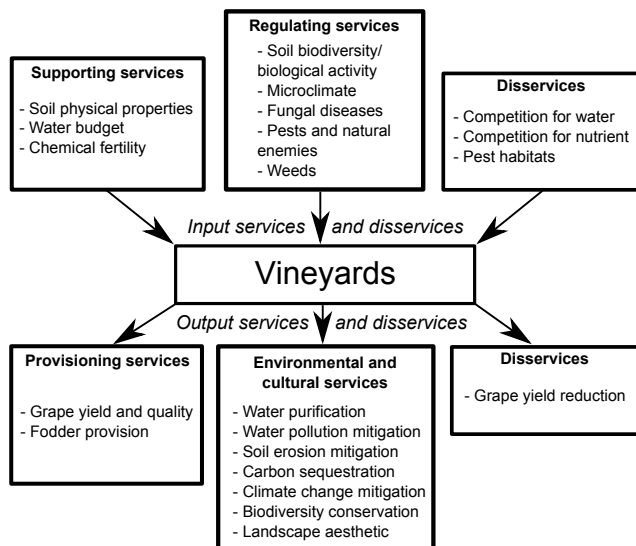 Supporting services
- Soil physical properties
- Water budget
- Chemical fertility
Regulating services
- Soil biodiversity/
biological activity
- Microclimate
- Fungal diseases
- Pests and natural
enemies
- Weeds
Disservices
- Competition for water
- Competition for nutrient
- Pest habitats
Input services and disservices
Vineyards
Output services and disservices
Provisioning services
- Grape yield and quality
- Fodder provision
Environmental and
cultural services
- Water purification
- Water pollution mitigation
- Soil erosion mitigation
- Carbon sequestration
- Climate change mitigation
- Biodiversity conservation
- Landscape aesthetic
Disservices
- Grape yield reduction